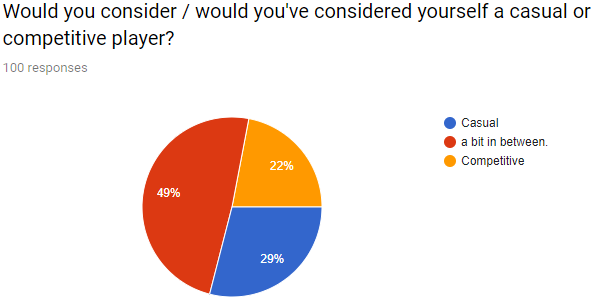 Would you consider / would you've considered yourself a casual or
competitive player?
100 responses
Casual
a bit in between.
Competitive
22%
49%
29%